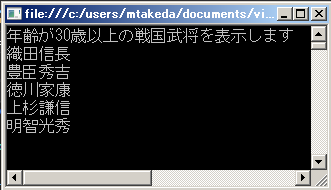 file:///c:/users/mtakeda/documents/vi...
年齢が30歳以上の戦国武将を表示します
織田信長
豊臣秀吉
徳川家康
上杉謙信
明智光秀